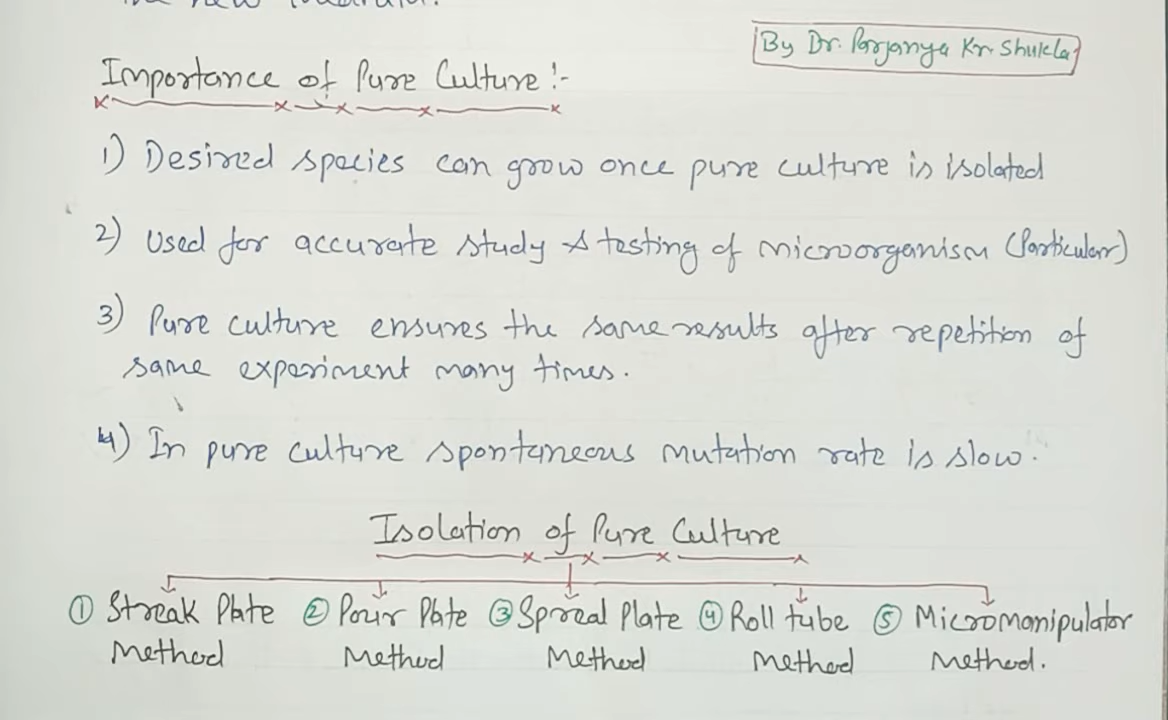 By Dr. Parjanya Kr. Shukla
Importance of Pure Culture :-
1) Desired species can grow once pure culture is isolated
2) Used for accurate study & testing of microorganism (Particular)
3) Pure culture ensures the same results after repetition of
same experiment many times.
4) In pure culture spontaneous mutation rate is slow.
Isolation of Pure Culture
① Streak Plate ② Pour Plate ③ Spread Plate ④ Roll tube ⑤ Micromanipulator
Method Method Method Method Method.